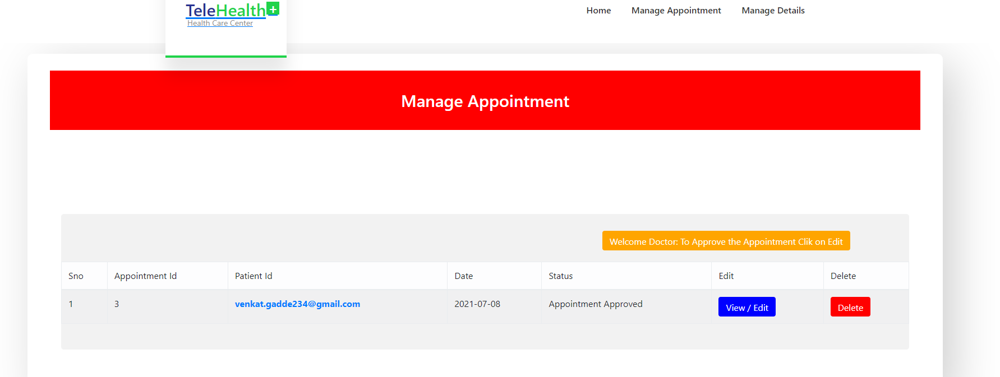 TeleHealth+
Health Care Center
Home Manage Appointment Manage Details
Manage Appointment
Welcome Doctor: To Approve the Appointment Clik on Edit
Sno Appointment Id Patient Id Date Status Edit Delete
1 3 venkat.gadde234@gmail.com 2021-07-08 Appointment Approved View / Edit Delete